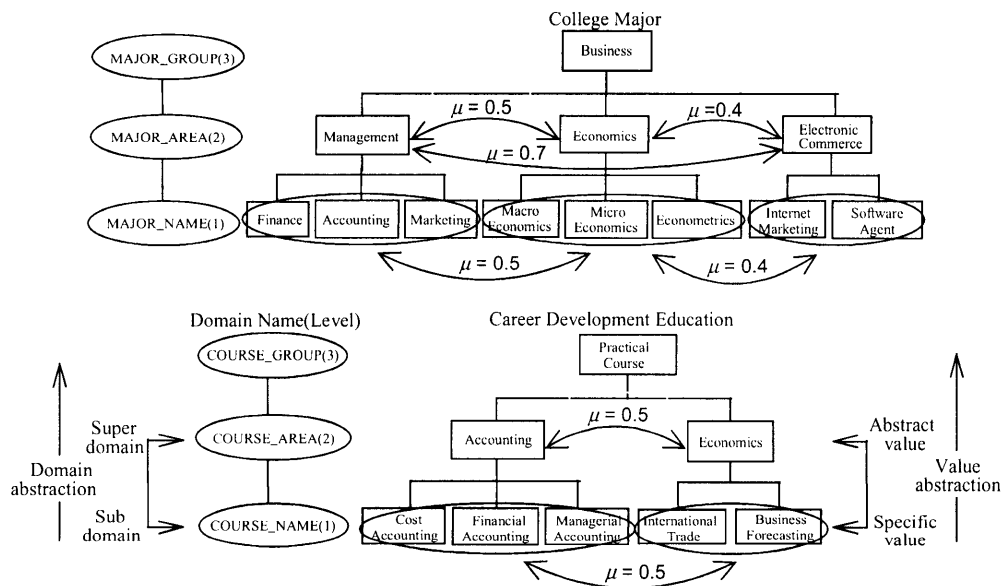 College Major
MAJOR_GROUP(3)
Business
μ = 0.5
μ =0.4
MAJOR_AREA(2)
Management
Economics
Electronic
Commerce
μ = 0.7
MAJOR_NAME(1)
Finance
Accounting
Marketing
Macro
Economics
Micro
Economics
Econometrics
Internet
Marketing
Software
Agent
μ = 0.5
μ = 0.4
Domain Name(Level)
Career Development Education
COURSE_GROUP(3)
Practical
Course
μ = 0.5
Super
domain
COURSE_AREA(2)
Accounting
Economics
Abstract
value
Domain
abstraction
Value
abstraction
Sub
domain
COURSE_NAME(1)
Cost
Accounting
Financial
Accounting
Managerial
Accounting
International
Trade
Business
Forecasting
Specific
value
μ = 0.5